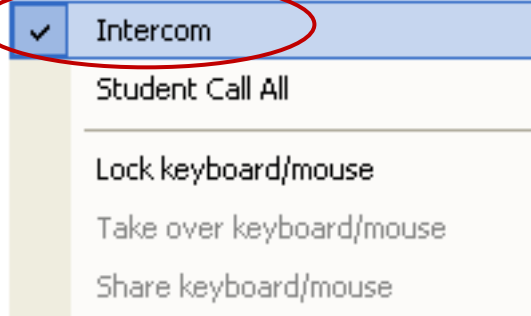 Intercom
Student Call All
Lock keyboard/mouse
Take over keyboard/mouse
Share keyboard/mouse